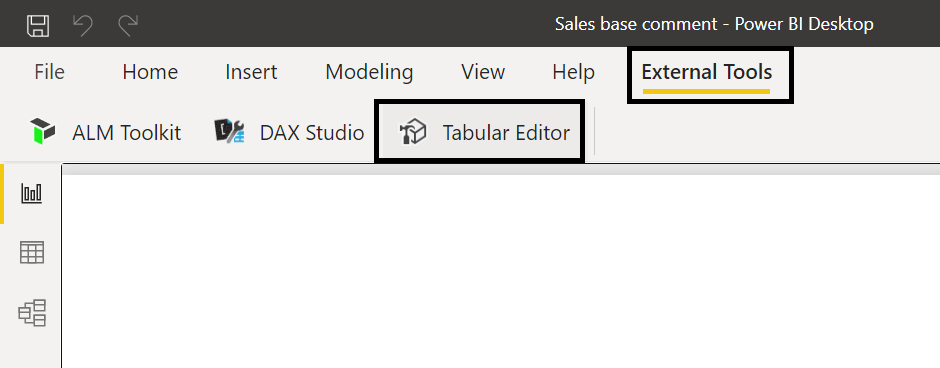 Sales base comment - Power BI Desktop
File Home Insert Modeling View Help External Tools
ALM Toolkit DAX Studio Tabular Editor